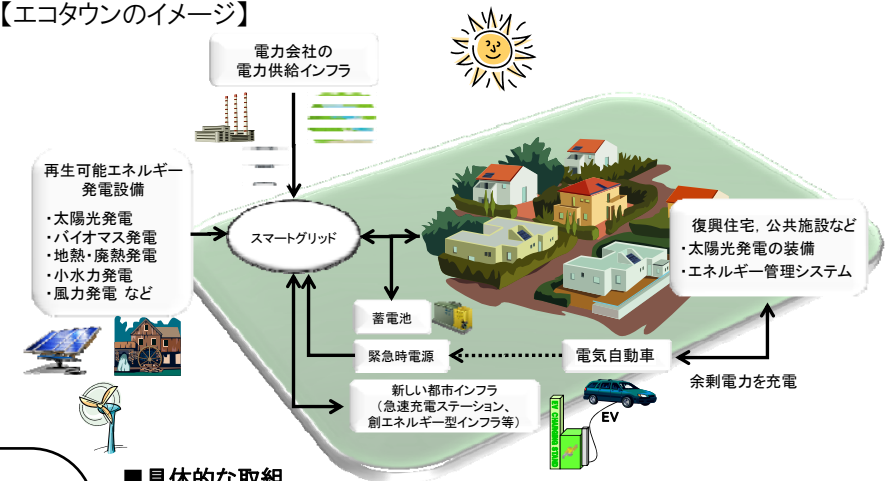 【エコタウンのイメージ】
電力会社の
電力供給インフラ
再生可能エネルギー
発電設備
・太陽光発電
・バイオマス発電
・地熱・廃熱発電
・小水力発電
・風力発電 など
スマートグリッド
復興住宅，公共施設など
・太陽光発電の装備
・エネルギー管理システム
蓄電池
緊急時電源
電気自動車
余剰電力を充電
新しい都市インフラ
（急速充電ステーション、
創エネルギー型インフラ等）
EV
EV CHARGING STAND
■具体的な取組